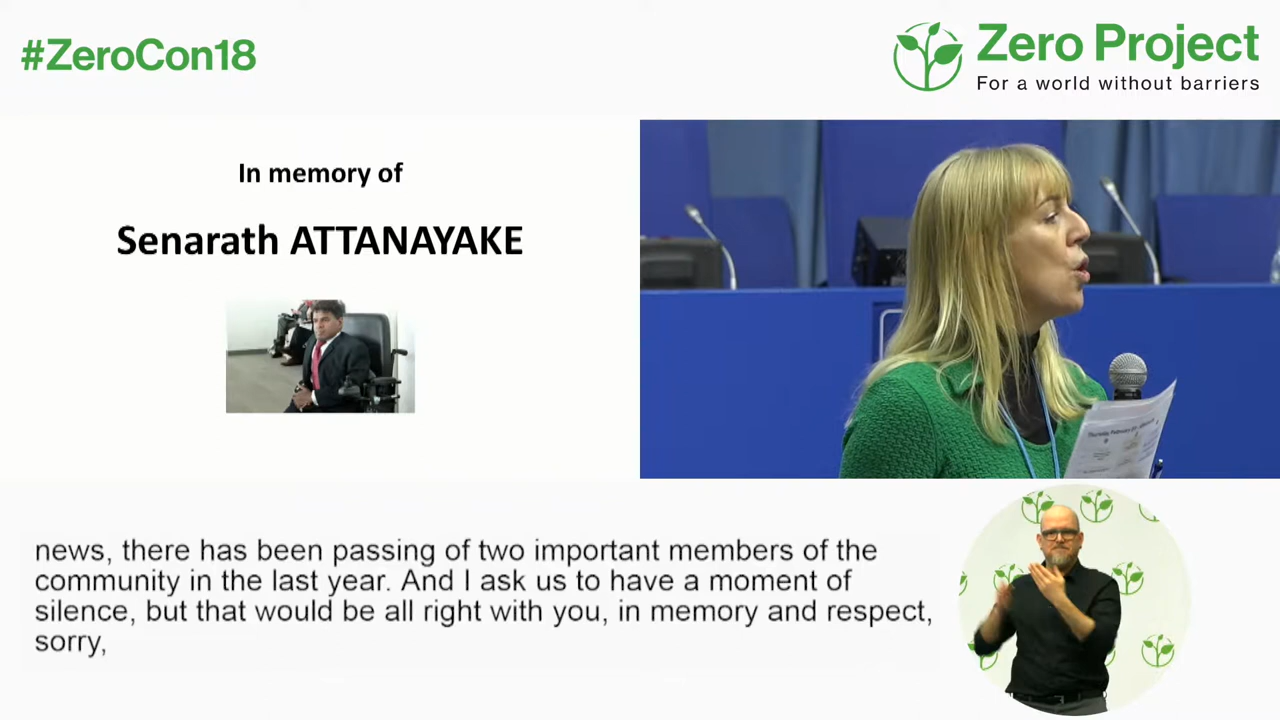 #ZeroCon18
Zero Project
For a world without barriers
In memory of
Senarath ATTANAYAKE
news, there has been passing of two important members of the
community in the last year. And I ask us to have a moment of
silence, but that would be all right with you, in memory and respect,
sorry,